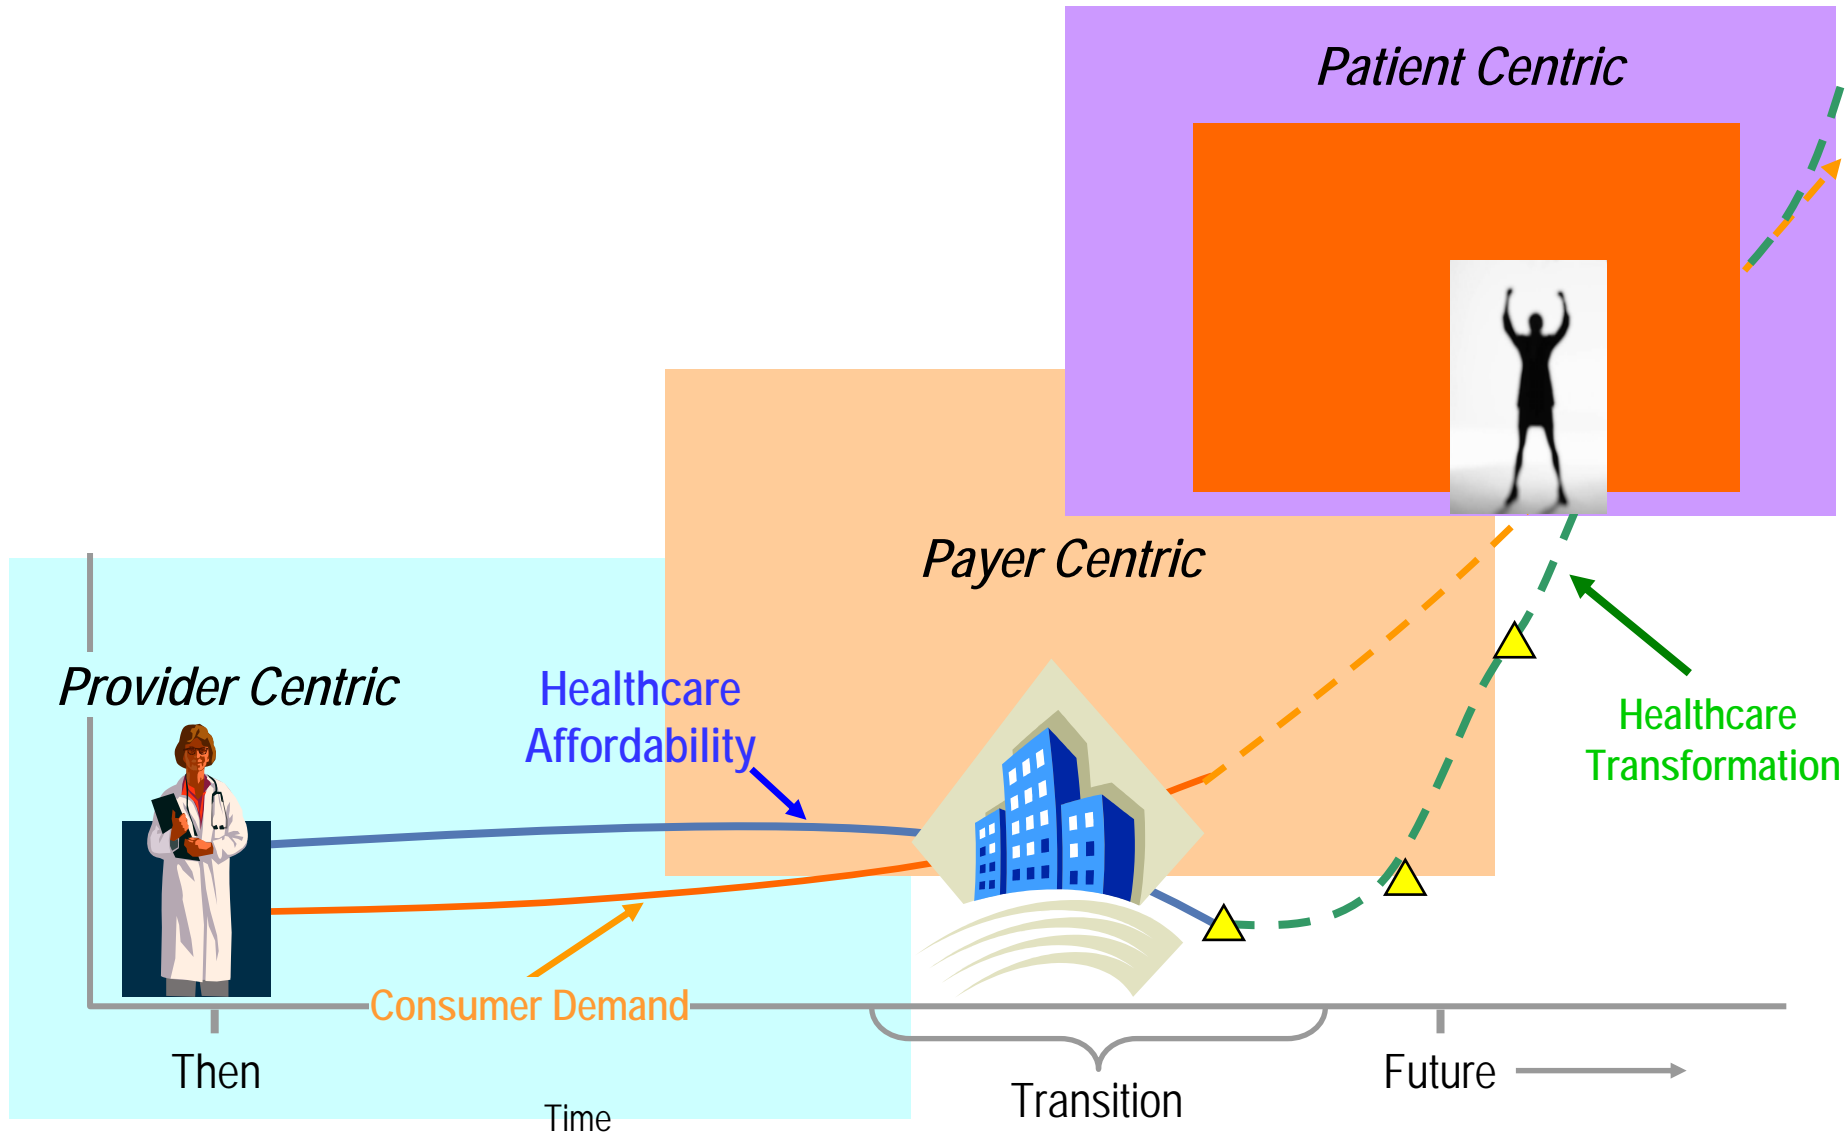 Patient Centric
Payer Centric
Provider Centric
Healthcare
Affordability
Healthcare
Transformation
Consumer Demand
Then
Time
Transition
Future